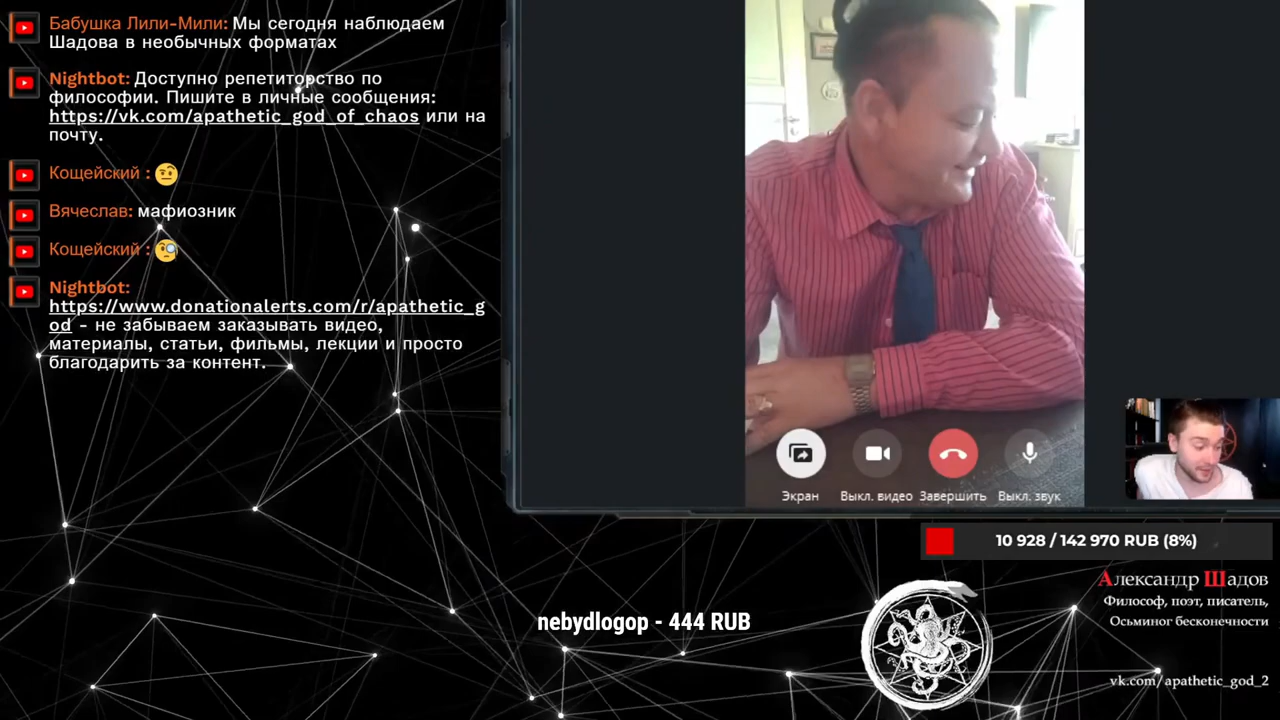 Бабушка Лили-Мили: Мы сегодня наблюдаем
Шадова в необычных форматах
Nightbot: Доступно репетиторство по
философии. Пишите в личные сообщения:
https://vk.com/apathetic_god_of_chaos или на
почту.
Кощейский :
Вячеслав: мафиозник
Кощейский :
Nightbot:
https://www.donationalerts.com/r/apathetic_g
od - не забываем заказывать видео,
материалы, статьи, фильмы, лекции и просто
благодарить за контент.
Экран
Выкл. видео
Завершить
Выкл. звук
10 928 / 142 970 RUB (8%)
nebydlogop - 444 RUB
Александр Шадов
Философ, поэт, писатель,
Осьминог бесконечности
vk.com/apathetic_god_2